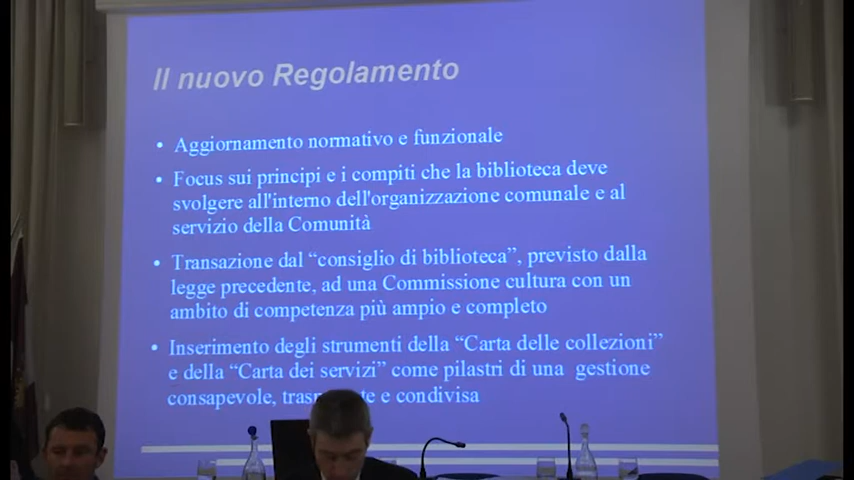 Il nuovo Regolamento
• Aggiornamento normativo e funzionale
• Focus sui principi e i compiti che la biblioteca deve
svolgere all'interno dell'organizzazione comunale e al
servizio della Comunità
• Transazione dal “consiglio di biblioteca”, previsto dalla
legge precedente, ad una Commissione cultura con un
ambito di competenza più ampio e completo
• Inserimento degli strumenti della “Carta delle collezioni”
e della “Carta dei servizi” come pilastri di una gestione
consapevole, e condivisa